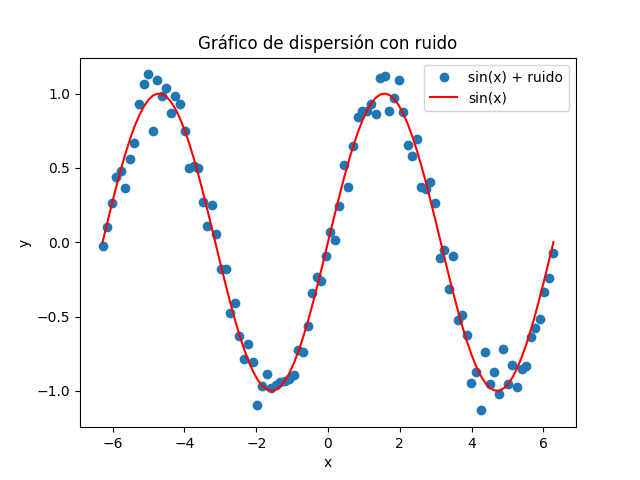 Gráfico de dispersión con ruido
sin(x) + ruido
sin(x)
1.0
0.5
0.0
−0.5
−1.0
y
−6
−4
−2
0
2
4
6
x